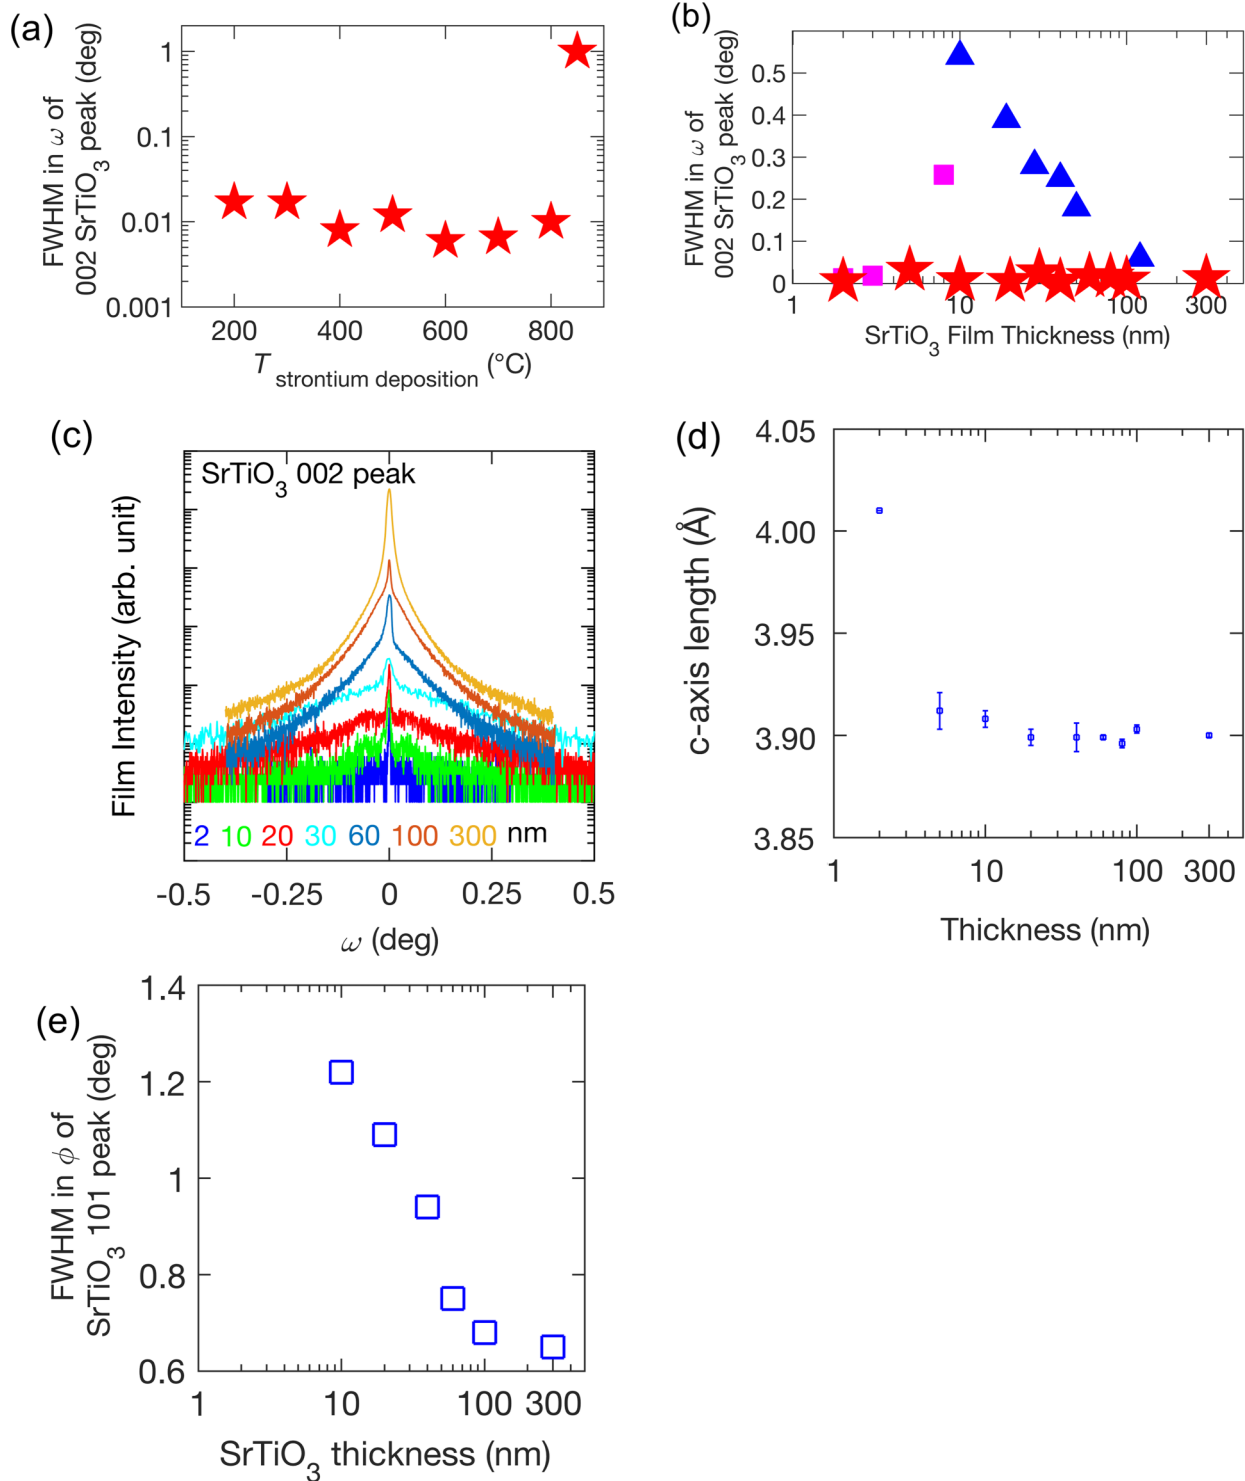 (a)
FWHM in ω of
002 SrTiO3 peak (deg)
1
0.1
0.01
0.001
200
400
600
800
T strontium deposition (°C)
(b)
FWHM in ω of
002 SrTiO3 peak (deg)
0.5
0.4
0.3
0.2
0.1
0
1
10
100
300
SrTiO3 Film Thickness (nm)
(c)
Film Intensity (arb. unit)
SrTiO3 002 peak
2 10 20 30 60 100 300 nm
-0.5
-0.25
0
0.25
0.5
ω (deg)
(d)
c-axis length (Å)
4.05
4.00
3.95
3.90
3.85
1
10
100
300
Thickness (nm)
(e)
FWHM in ϕ of
SrTiO3 101 peak (deg)
1.4
1.2
1
0.8
0.6
1
10
100
300
SrTiO3 thickness (nm)